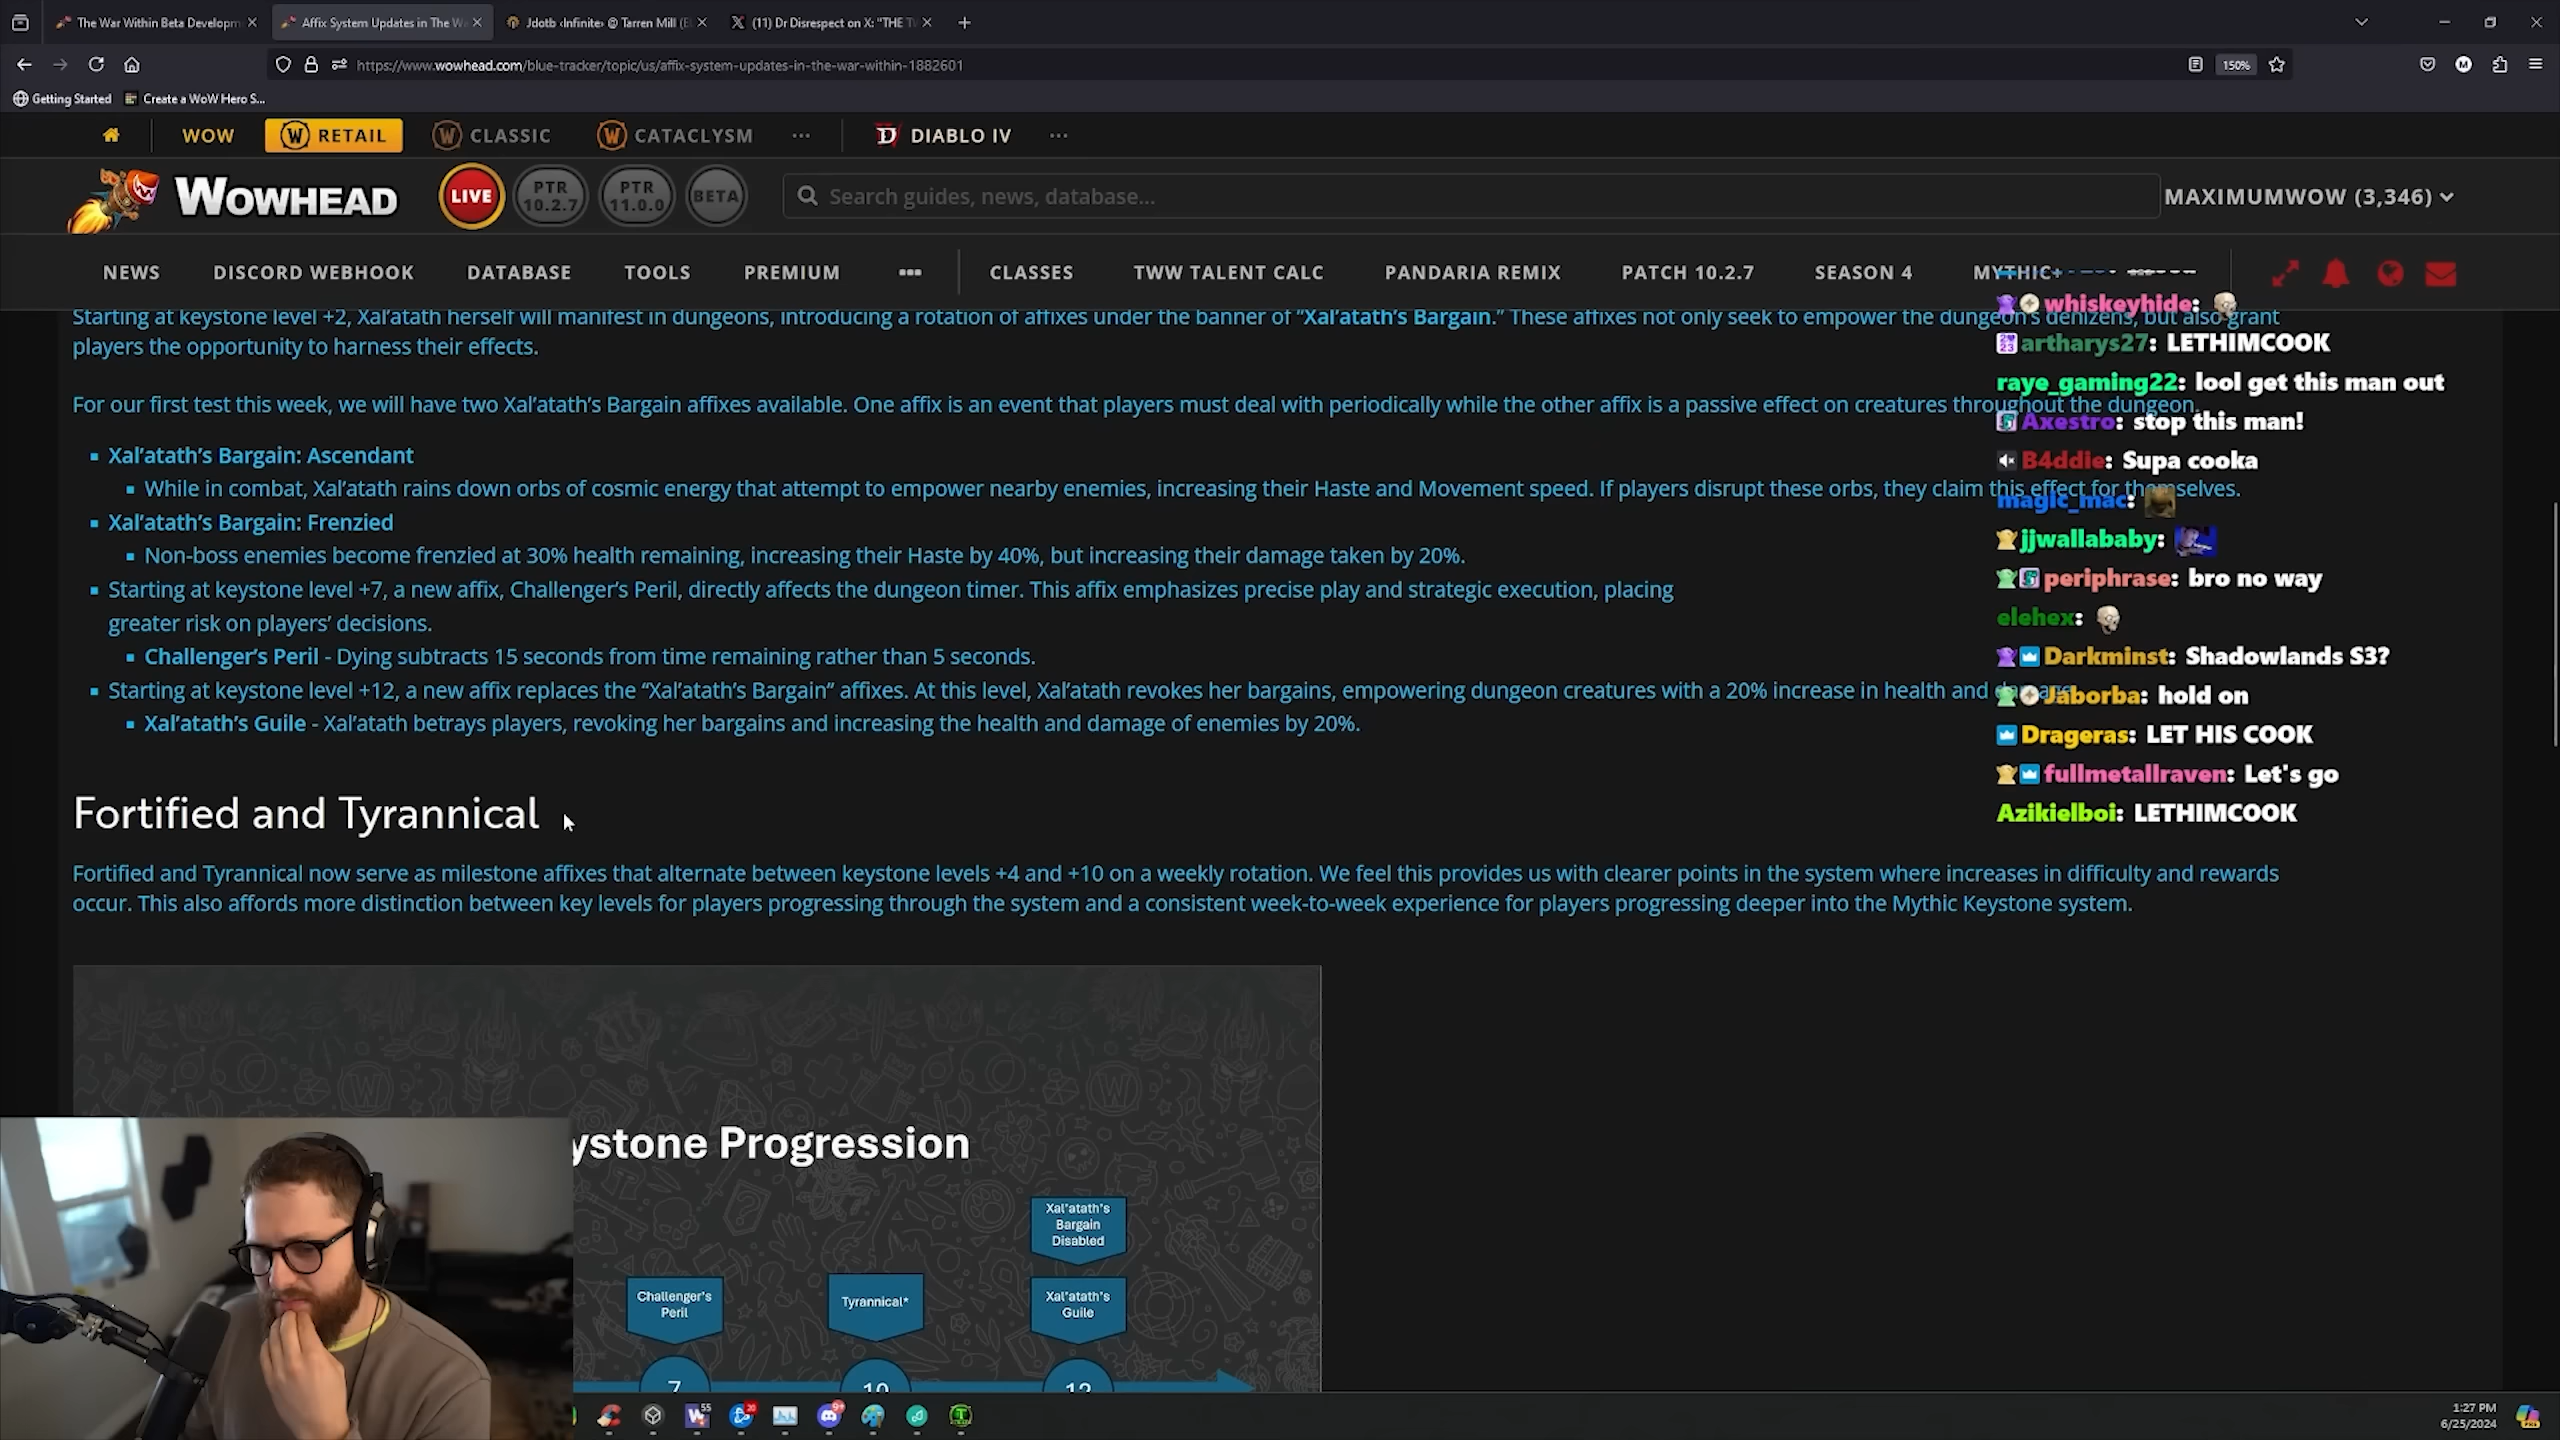 The War Within Beta Developm
Affix System Updates in The Wa
Jdotb ‹Infinite› @ Tarren Mill (E
(11) Dr Disrespect on X: "THE T
https://www.wowhead.com/blue-tracker/topic/us/affix-system-updates-in-the-war-within-1882601
150%
M
Getting Started
Create a WoW Hero S...
WOW
RETAIL
CLASSIC
CATACLYSM
DIABLO IV
WOWHEAD
LIVE
PTR 10.2.7
PTR 11.0.0
BETA
Search guides, news, database...
MAXIMUMWOW (3,346)
NEWS
DISCORD WEBHOOK
DATABASE
TOOLS
PREMIUM
CLASSES
TWW TALENT CALC
PANDARIA REMIX
PATCH 10.2.7
SEASON 4
MYTHIC+
Starting at keystone level +2, Xal'atath herself will manifest in dungeons, introducing a rotation of affixes under the banner of "Xal'atath's Bargain." These affixes not only seek to empower the dungeon's denizens, but also grant
players the opportunity to harness their effects.
For our first test this week, we will have two Xal'atath's Bargain affixes available. One affix is an event that players must deal with periodically while the other affix is a passive effect on creatures throughout the dungeon.
Xal'atath's Bargain: Ascendant
While in combat, Xal'atath rains down orbs of cosmic energy that attempt to empower nearby enemies, increasing their Haste and Movement speed. If players disrupt these orbs, they claim this effect for themselves.
Xal'atath's Bargain: Frenzied
Non-boss enemies become frenzied at 30% health remaining, increasing their Haste by 40%, but increasing their damage taken by 20%.
Starting at keystone level +7, a new affix, Challenger's Peril, directly affects the dungeon timer. This affix emphasizes precise play and strategic execution, placing
greater risk on players' decisions.
Challenger's Peril - Dying subtracts 15 seconds from time remaining rather than 5 seconds.
Starting at keystone level +12, a new affix replaces the "Xal'atath's Bargain" affixes. At this level, Xal'atath revokes her bargains, empowering dungeon creatures with a 20% increase in health and
Xal'atath's Guile - Xal'atath betrays players, revoking her bargains and increasing the health and damage of enemies by 20%.
Fortified and Tyrannical
Fortified and Tyrannical now serve as milestone affixes that alternate between keystone levels +4 and +10 on a weekly rotation. We feel this provides us with clearer points in the system where increases in difficulty and rewards
occur. This also affords more distinction between key levels for players progressing through the system and a consistent week-to-week experience for players progressing deeper into the Mythic Keystone system.
whiskeyhide:
artharys27: LETHIMCOOK
raye_gaming22: lool get this man out
Axestro: stop this man!
B4ddie: Supa cooka
magic_mac:
jjwallababy:
periphrase: bro no way
elehex:
Darkminst: Shadowlands S3?
Jaborba: hold on
Drageras: LET HIS COOK
fullmetallraven: Let's go
Azikielboi: LETHIMCOOK
ystone Progression
Xal'atath's
Bargain
Disabled
Challenger's
Peril
Tyrannical*
Xal'atath's
Guile
7
10
12
1:27 PM
6/25/2024